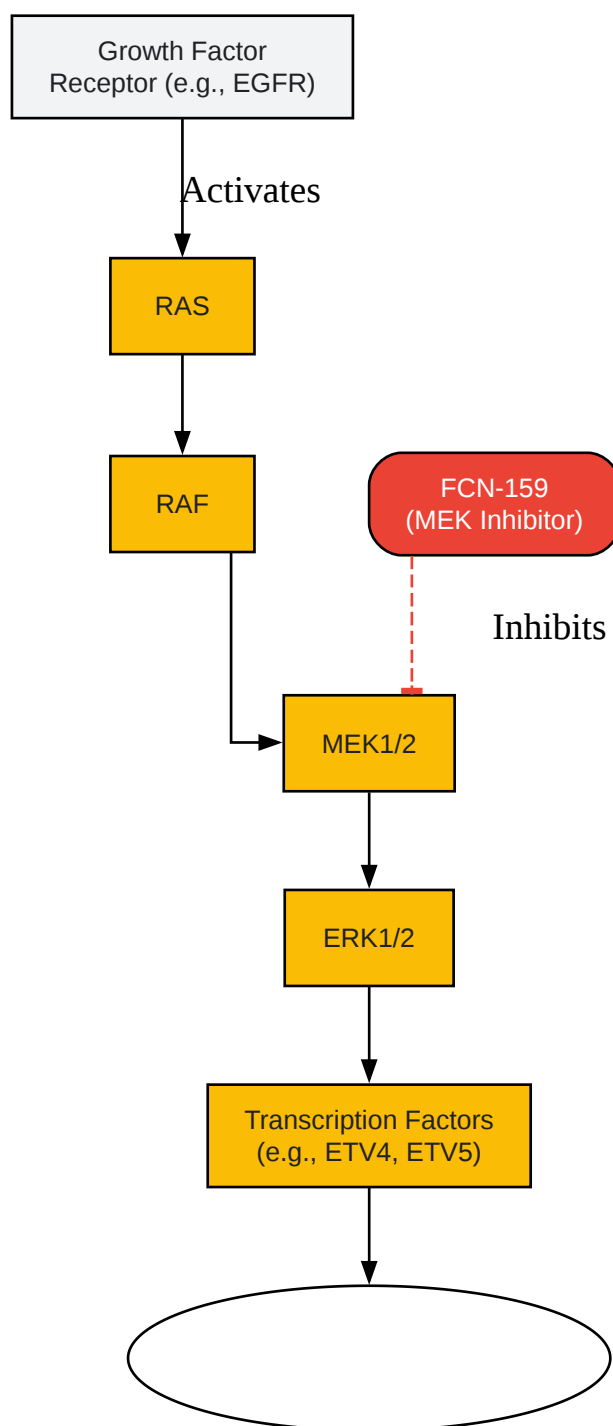 Growth Factor
Receptor (e.g., EGFR)
Activates
RAS
RAF
FCN-159
(MEK Inhibitor)
Inhibits
MEK1/2
ERK1/2
Transcription Factors
(e.g., ETV4, ETV5)